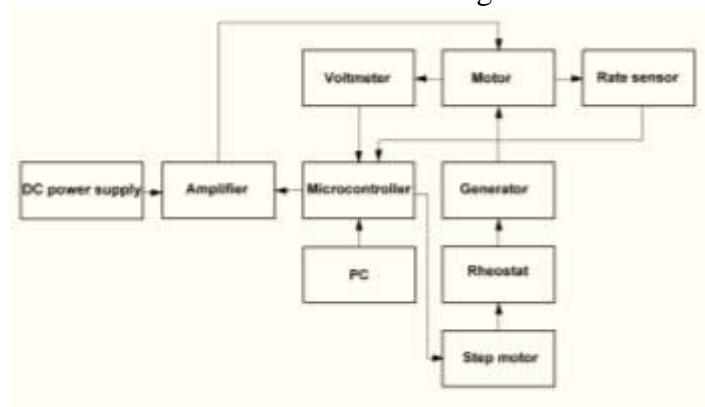 Voltmeter
Motor
Rate sensor
DC power supply
Amplifier
Microcontroller
Generator
PC
Rheostat
Step motor